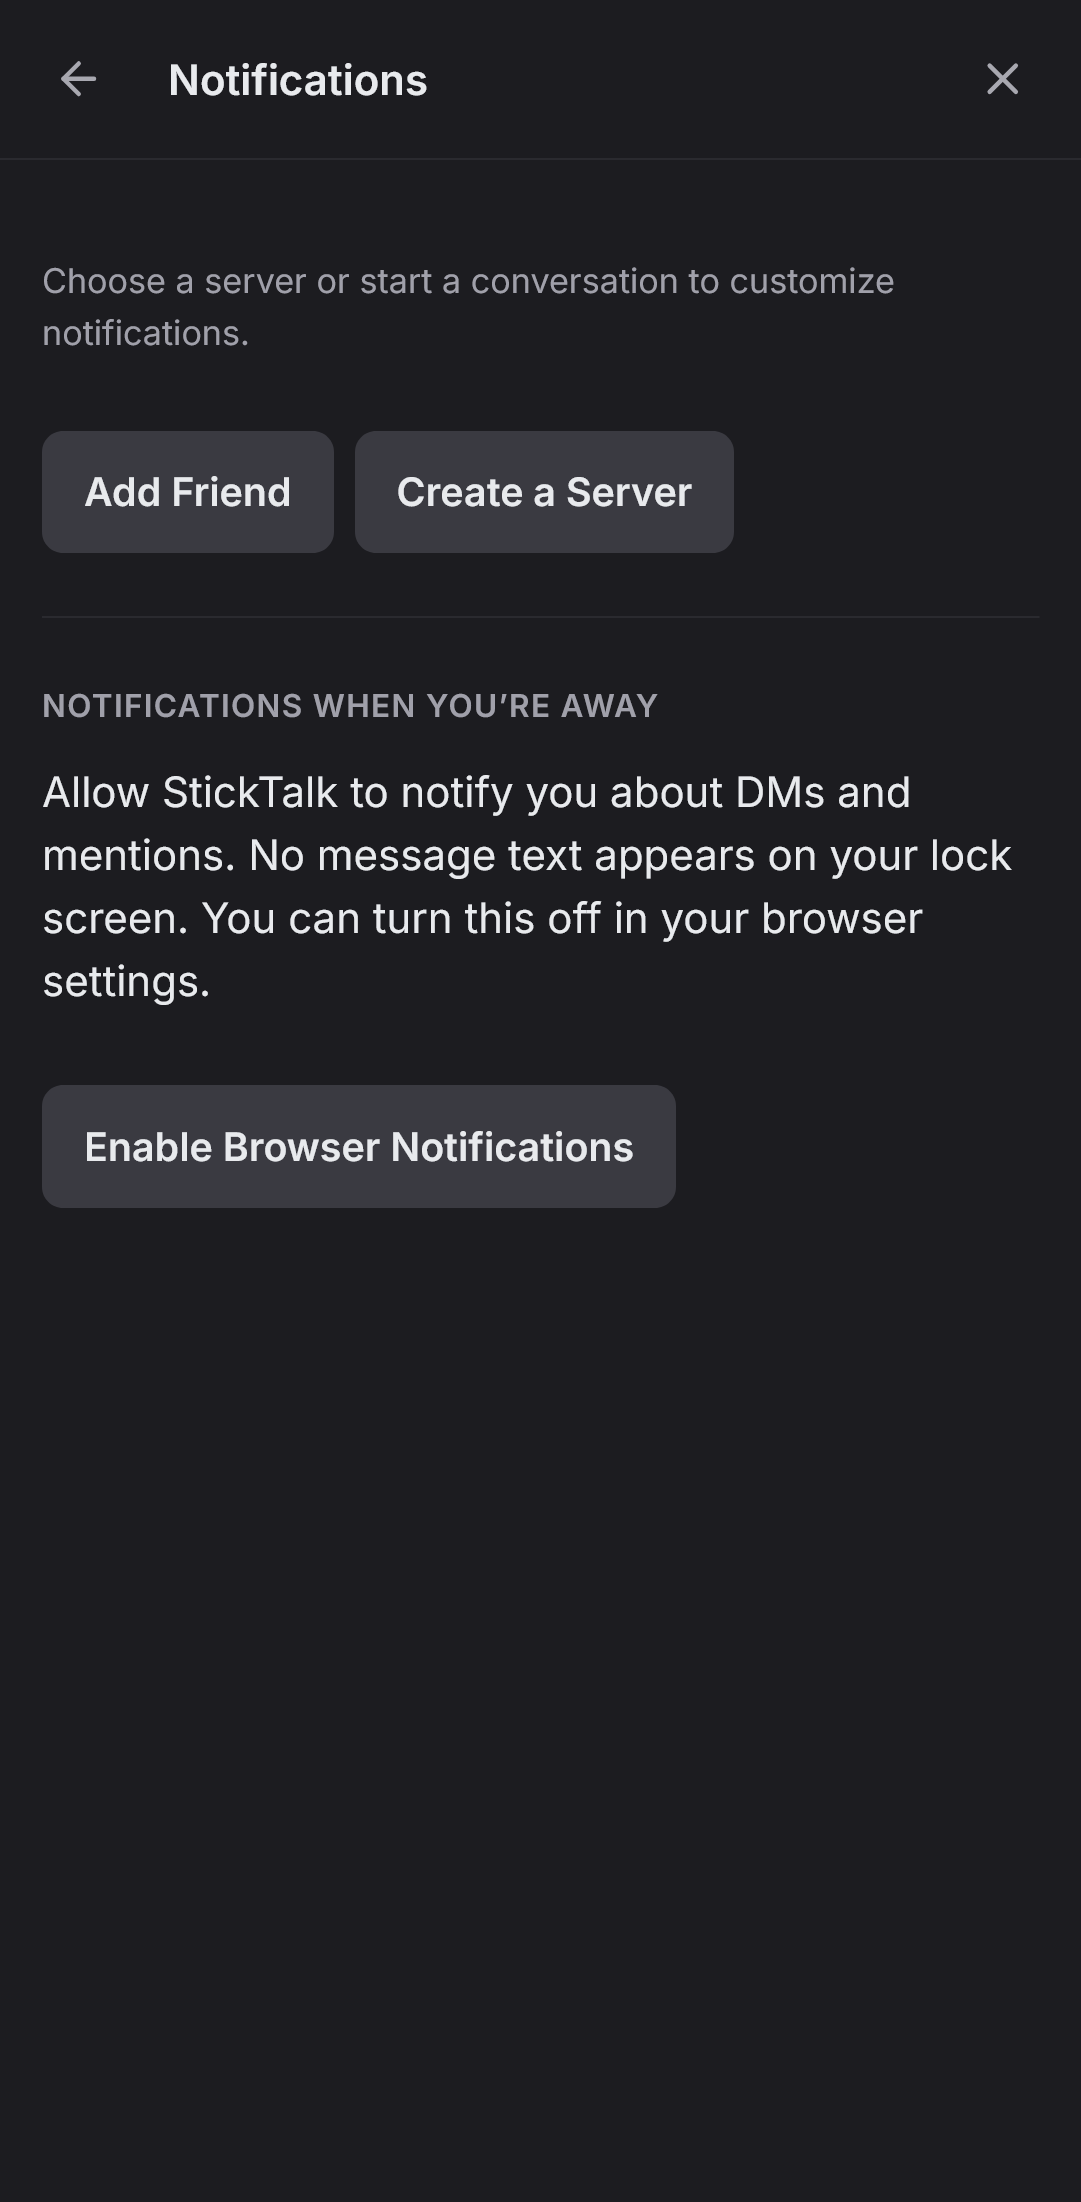 Notifications
Choose a server or start a conversation to customize
notifications.
Add Friend
Create a Server
NOTIFICATIONS WHEN YOU’RE AWAY
Allow StickTalk to notify you about DMs and
mentions. No message text appears on your lock
screen. You can turn this off in your browser
settings.
Enable Browser Notifications